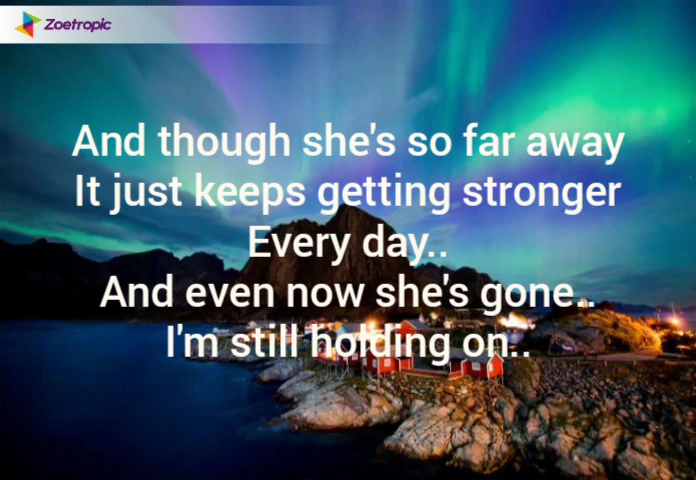 Zoetropic
And though she's so far away
It just keeps getting stronger
Every day..
And even now she's gone..
I'm still holding on..